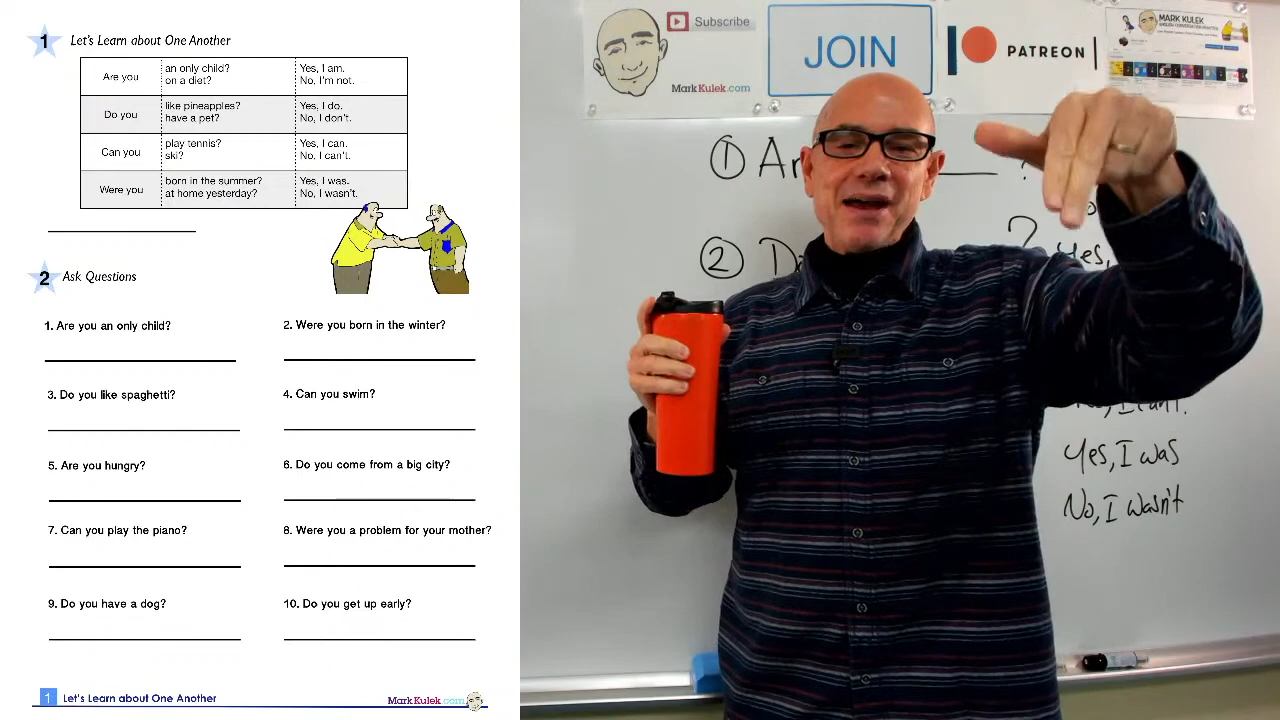 1 Let's Learn about One Another
Are you
an only child?
on a diet?
Yes, I am.
No, I'm not.
Do you
like pineapples?
have a pet?
Yes, I do.
No, I don't.
Can you
play tennis?
ski?
Yes, I can.
No. I can't.
Were you
born in the summer?
home yesterday?
Yes, I was.
No, I wasn't.
2 Ask Questions
1. Are you an only child?
2. Were you born in the winter?
3. Do you like spaghetti?
4. Can you swim?
5. Are you hungry?
6. Do you come from a big city?
7. Can you play the piano?
8. Were you a problem for your mother?
9. Do you have a dog?
10. Do you get up early?
1 Let's Learn about One Another
MarkKulek.com
Subscribe
MarkKulek.com
JOIN
PATREON
MARK KULEK
① Ar ?
② D ? Yes,
No, I can't.
Yes, I was
No, I wasn't